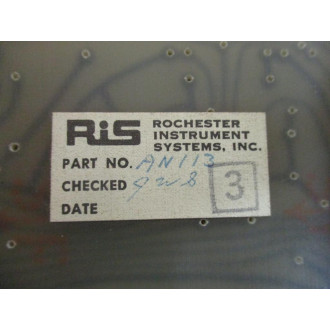 RIS ROCHESTER
INSTRUMENT
SYSTEMS, INC.
PART NO. AN113
CHECKED
DATE
3